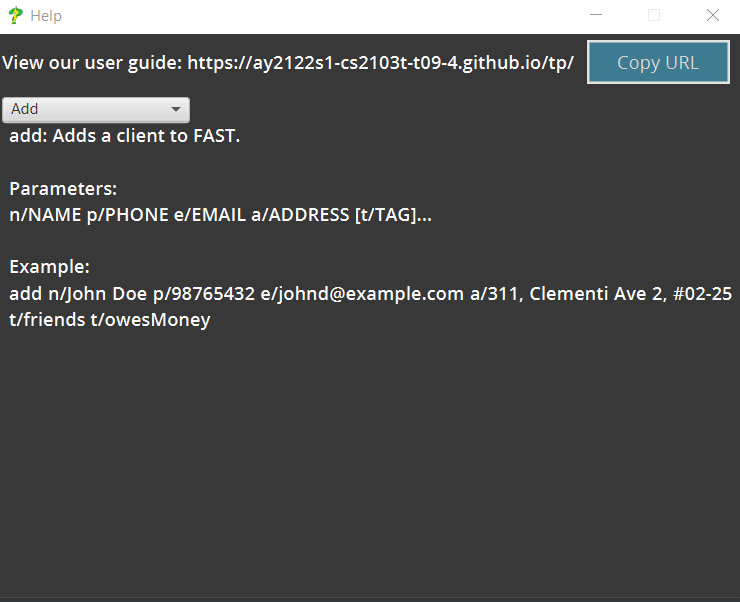 Help
View our user guide: https://ay2122s1-cs2103t-t09-4.github.io/tp/ Copy URL
Add
add: Adds a client to FAST.
Parameters:
n/NAME p/PHONE e/EMAIL a/ADDRESS [t/TAG]...
Example:
add n/John Doe p/98765432 e/johnd@example.com a/311, Clementi Ave 2, #02-25
t/friends t/owesMoney